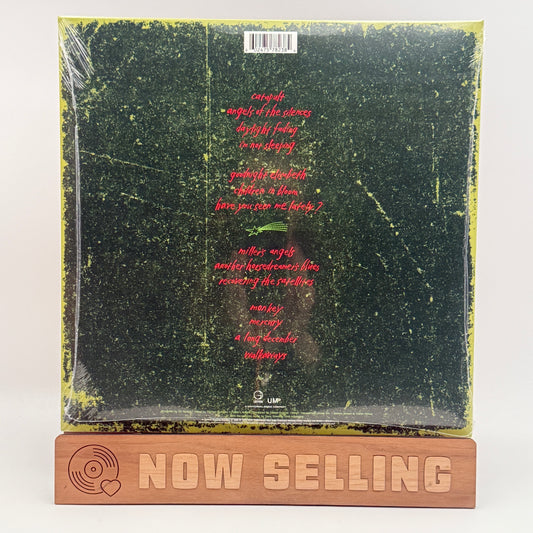 catapult
angels of the silences
daylight fading
i'm not sleeping
goodnight elisabeth
children in bloom
have you seen me lately?
miller's angels
another horsedreamer's blues
recovering the satellites
monkey
mercury
a long december
walkaways
UMe
NOW SELLING